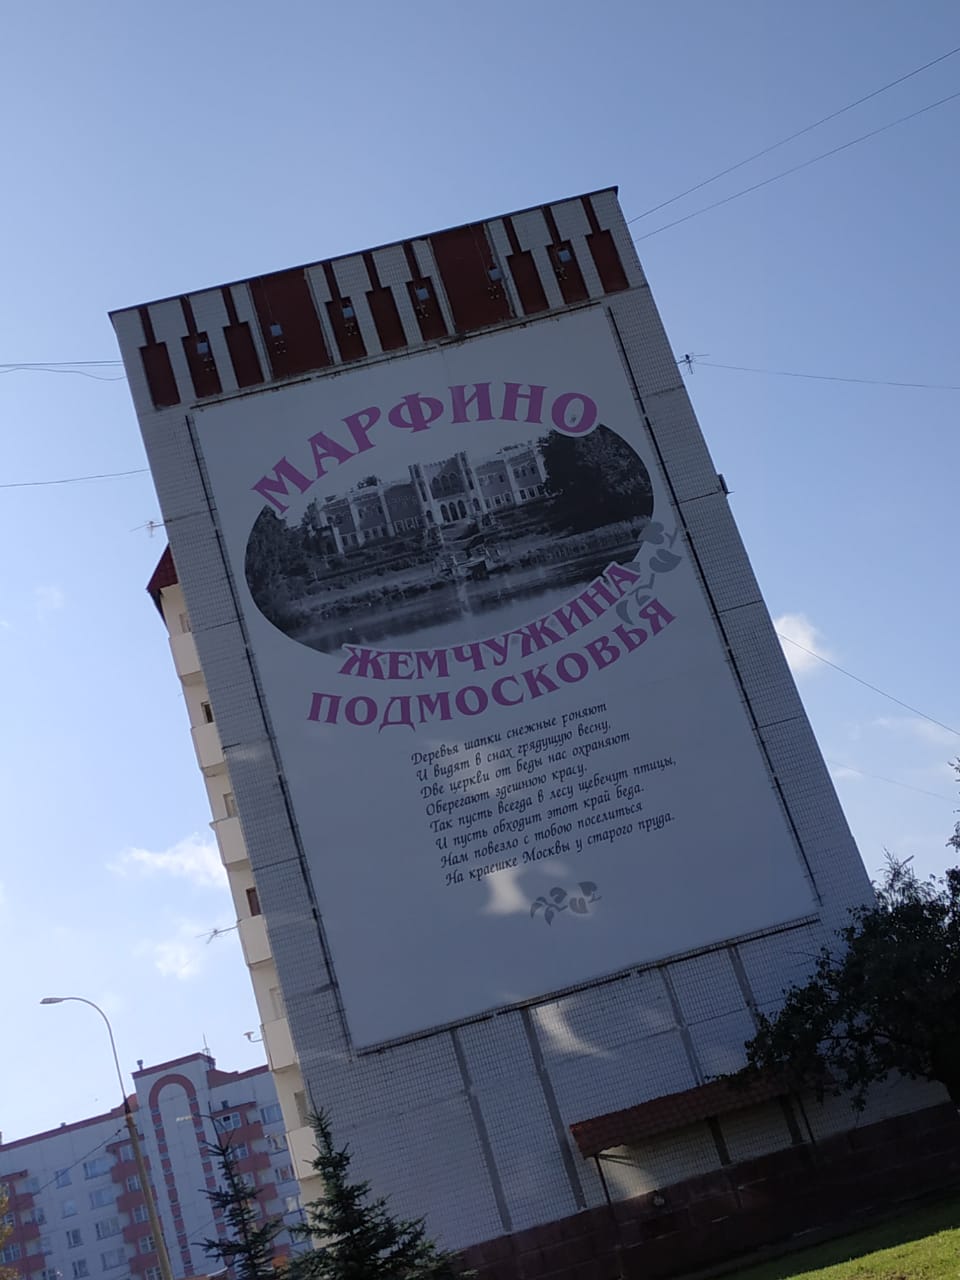 МАРФИНО
ЖЕМЧУЖИНА
ПОДМОСКОВЬЯ
Деревья шапки снежные роняют
И видят в снах грядущую весну,
Две церкви от беды нас охраняют
Оберегают здешнюю красу.
Так пусть всегда в лесу щебечут птицы,
И пусть обходит этот край беда.
Нам повезло с тобою поселиться
На краешке Москвы у старого пруда.